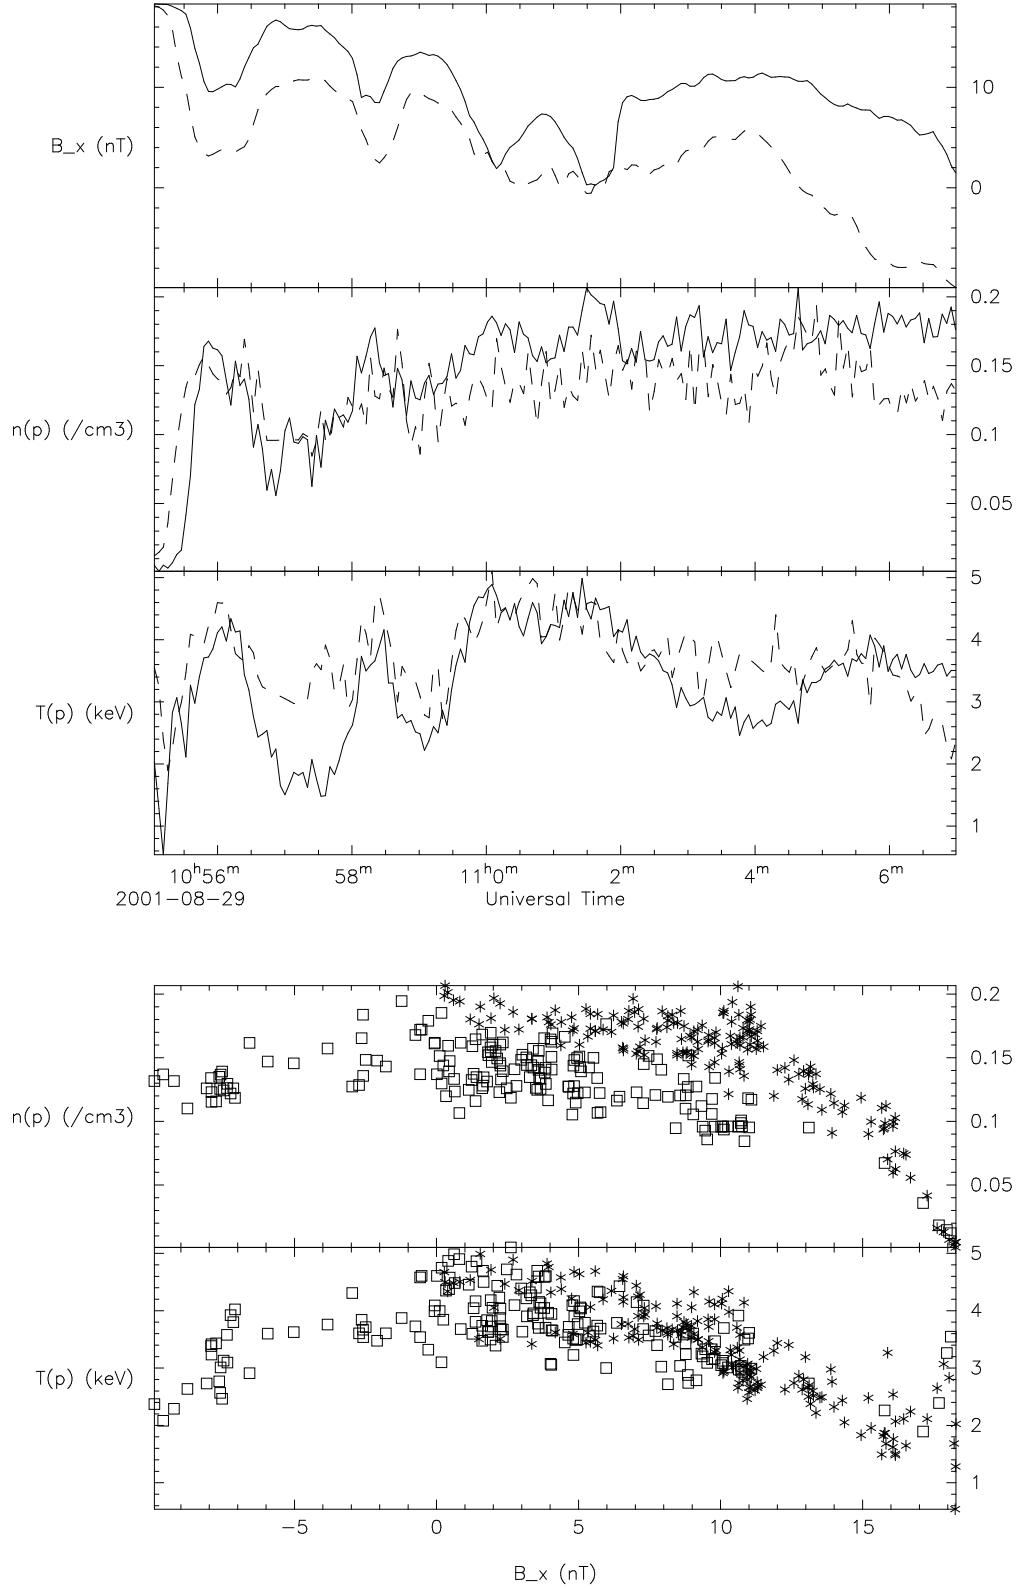 10
B_x (nT)
0
0.2
0.15
n(p) (/cm3)
0.1
0.05
5
4
3
T(p) (keV)
2
1
10h56m 58m 11h0m 2m 4m 6m
2001-08-29 Universal Time
0.2
0.15
n(p) (/cm3)
0.1
0.05
5
4
3
T(p) (keV)
2
1
-5 0 5 10 15
B_x (nT)